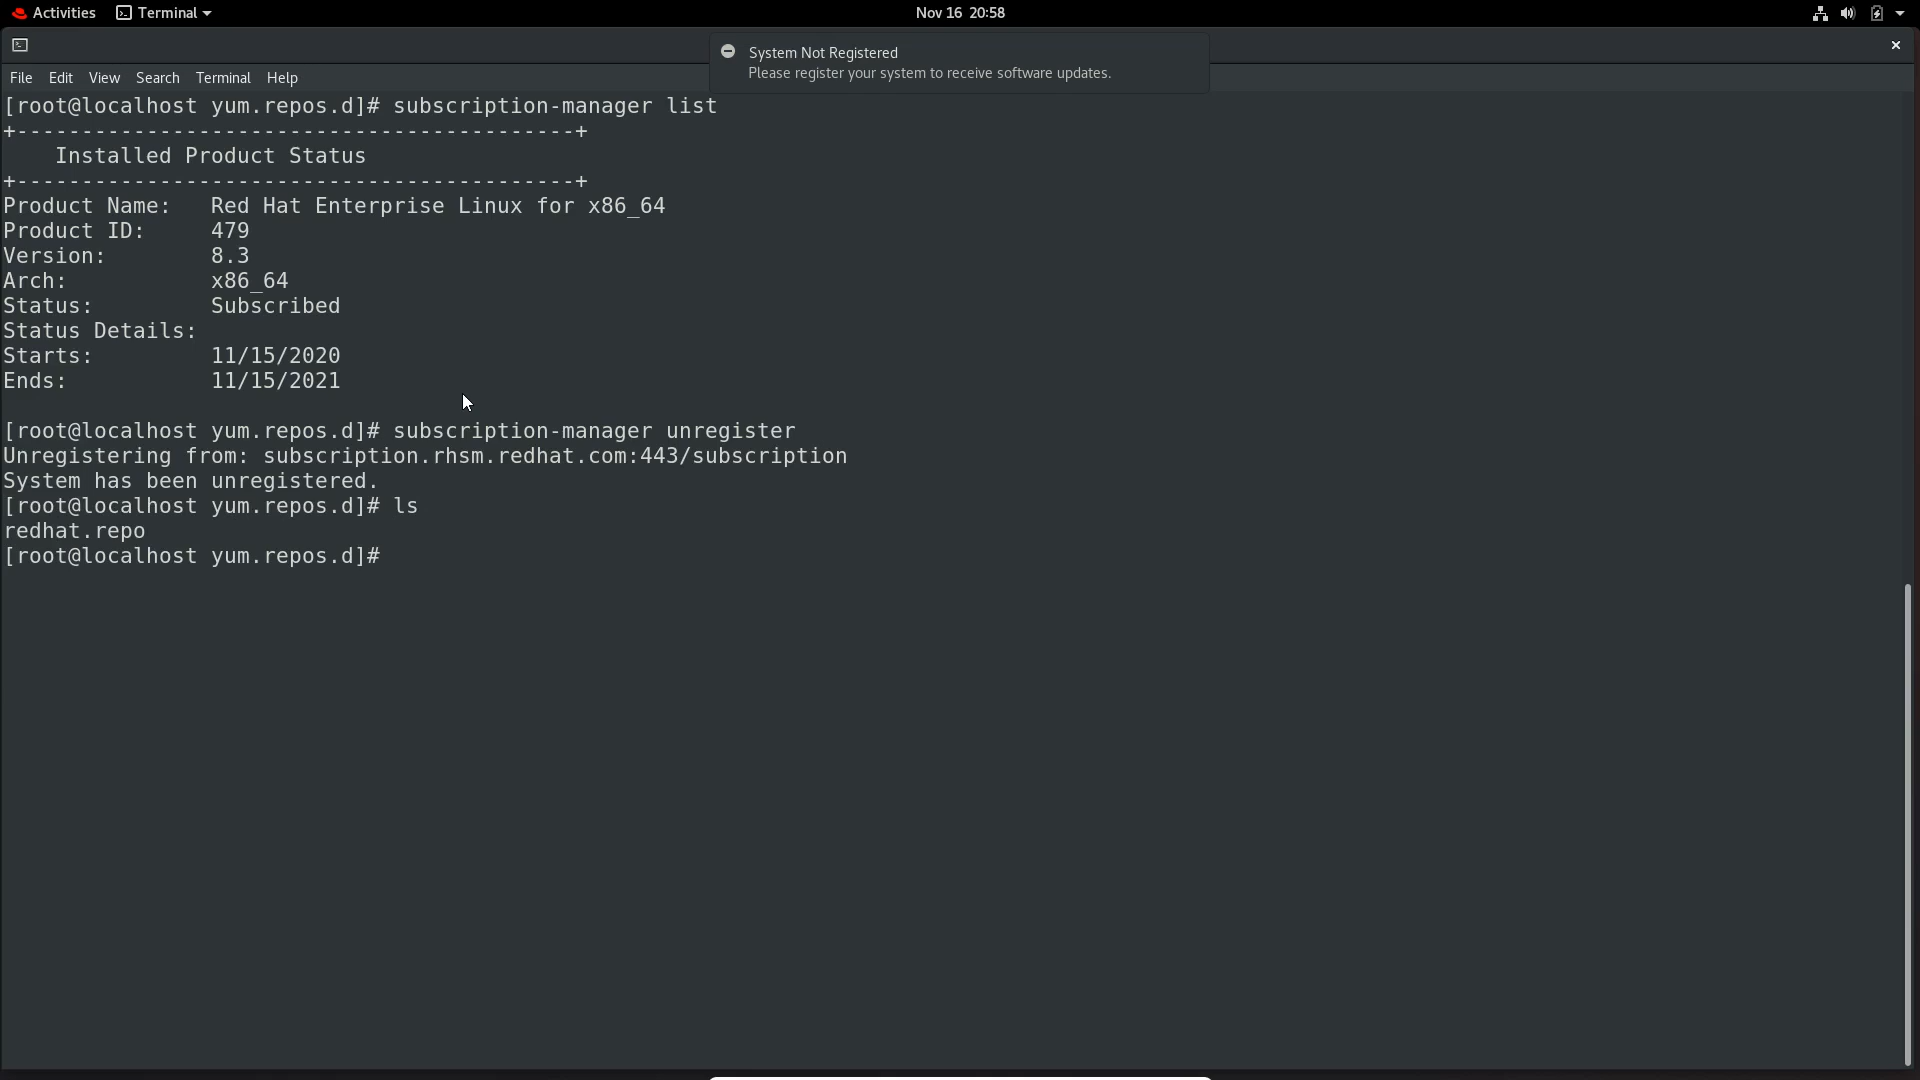 Activities Terminal Nov 16 20:58
System Not Registered
Please register your system to receive software updates.
File Edit View Search Terminal Help
[root@localhost yum.repos.d]# subscription-manager list
+-------------------------------------------+
    Installed Product Status
+-------------------------------------------+
Product Name:   Red Hat Enterprise Linux for x86_64
Product ID:     479
Version:        8.3
Arch:           x86_64
Status:         Subscribed
Status Details:
Starts:         11/15/2020
Ends:           11/15/2021
[root@localhost yum.repos.d]# subscription-manager unregister
Unregistering from: subscription.rhsm.redhat.com:443/subscription
System has been unregistered.
[root@localhost yum.repos.d]# ls
redhat.repo
[root@localhost yum.repos.d]#